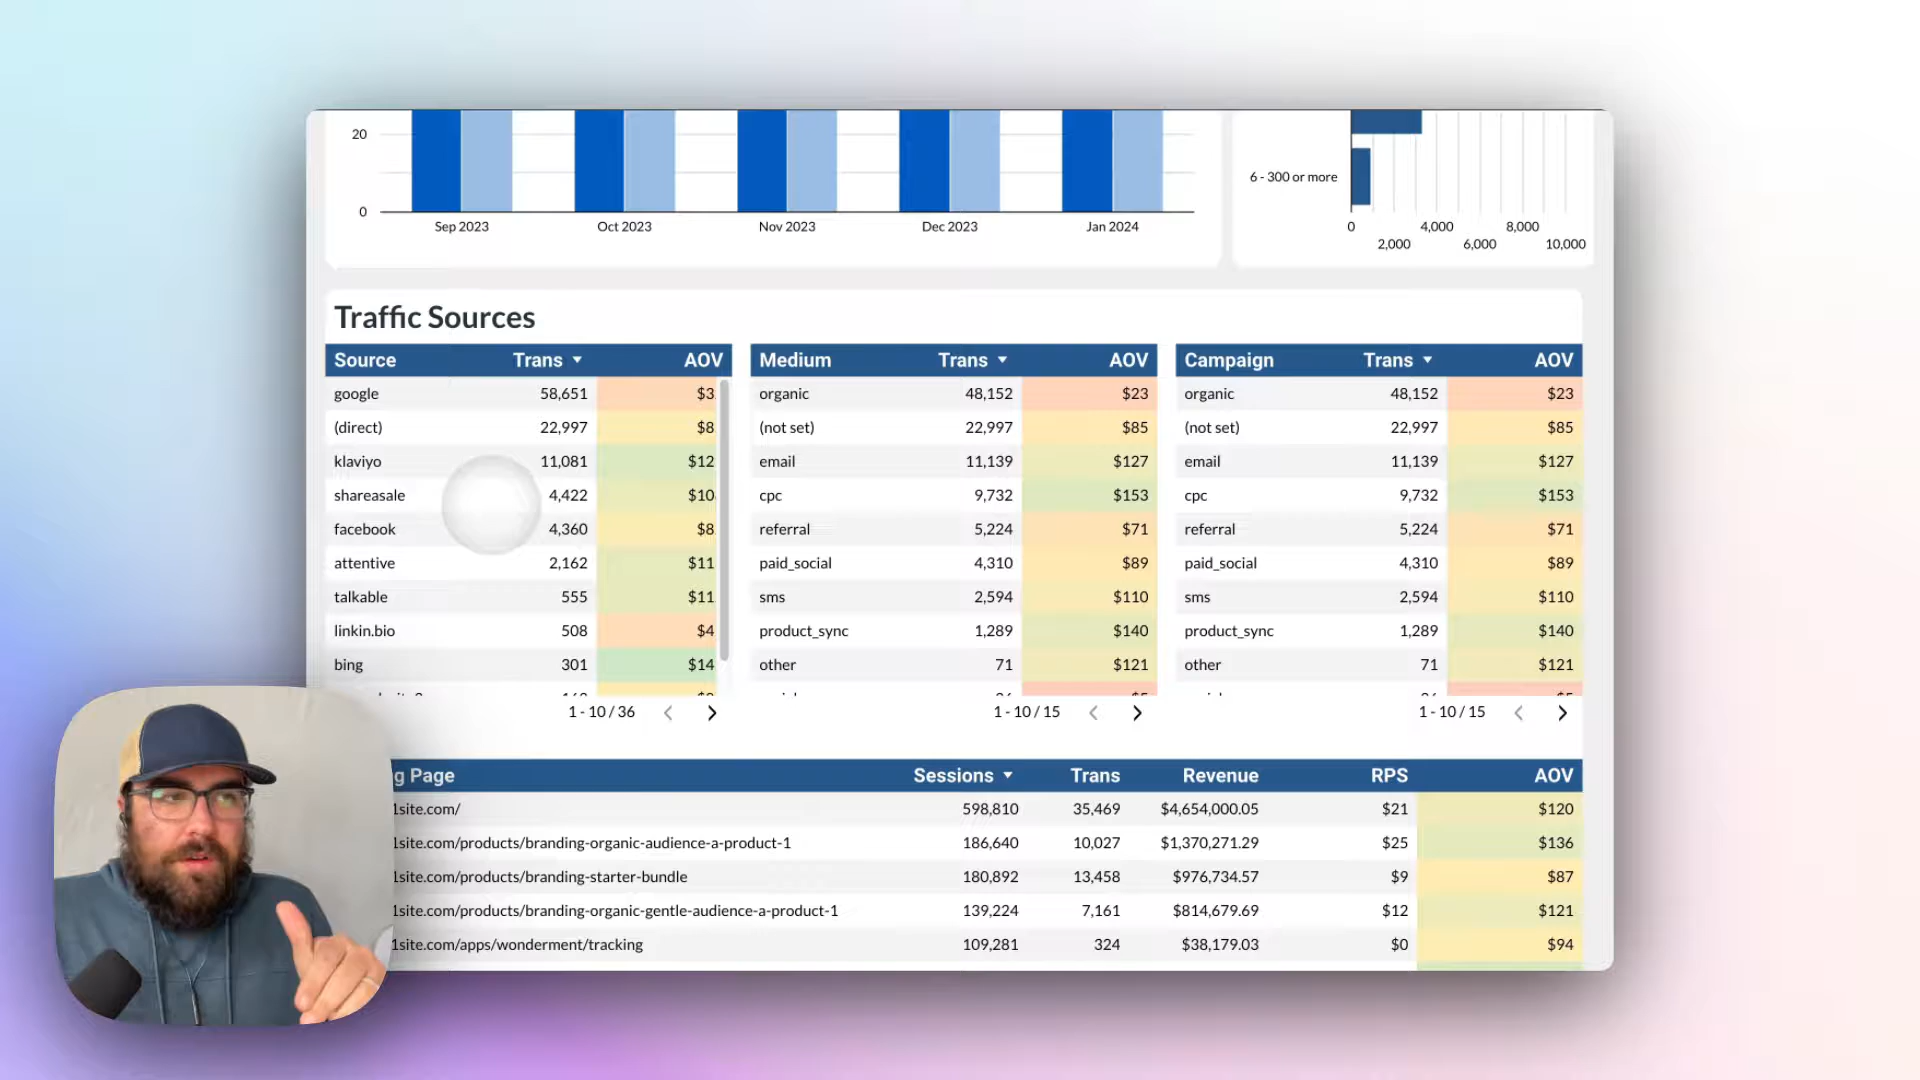 20
0
Sep 2023 Oct 2023 Nov 2023 Dec 2023 Jan 2024
6 - 300 or more
0 4,000 8,000
2,000 6,000 10,000
Traffic Sources
Source Trans AOV
google 58,651 $3
(direct) 22,997 $8
klaviyo 11,081 $12
shareasale 4,422 $10
facebook 4,360 $8
attentive 2,162 $11
talkable 555 $11
linkin.bio 508 $4
bing 301 $14
1 - 10 / 36
Medium Trans AOV
organic 48,152 $23
(not set) 22,997 $85
email 11,139 $127
cpc 9,732 $153
referral 5,224 $71
paid_social 4,310 $89
sms 2,594 $110
product_sync 1,289 $140
other 71 $121
1 - 10 / 15
Campaign Trans AOV
organic 48,152 $23
(not set) 22,997 $85
email 11,139 $127
cpc 9,732 $153
referral 5,224 $71
paid_social 4,310 $89
sms 2,594 $110
product_sync 1,289 $140
other 71 $121
1 - 10 / 15
g Page Sessions Trans Revenue RPS AOV
1site.com/ 598,810 35,469 $4,654,000.05 $21 $120
1site.com/products/branding-organic-audience-a-product-1 186,640 10,027 $1,370,271.29 $25 $136
1site.com/products/branding-starter-bundle 180,892 13,458 $976,734.57 $9 $87
1site.com/products/branding-organic-gentle-audience-a-product-1 139,224 7,161 $814,679.69 $12 $121
1site.com/apps/wonderment/tracking 109,281 324 $38,179.03 $0 $94